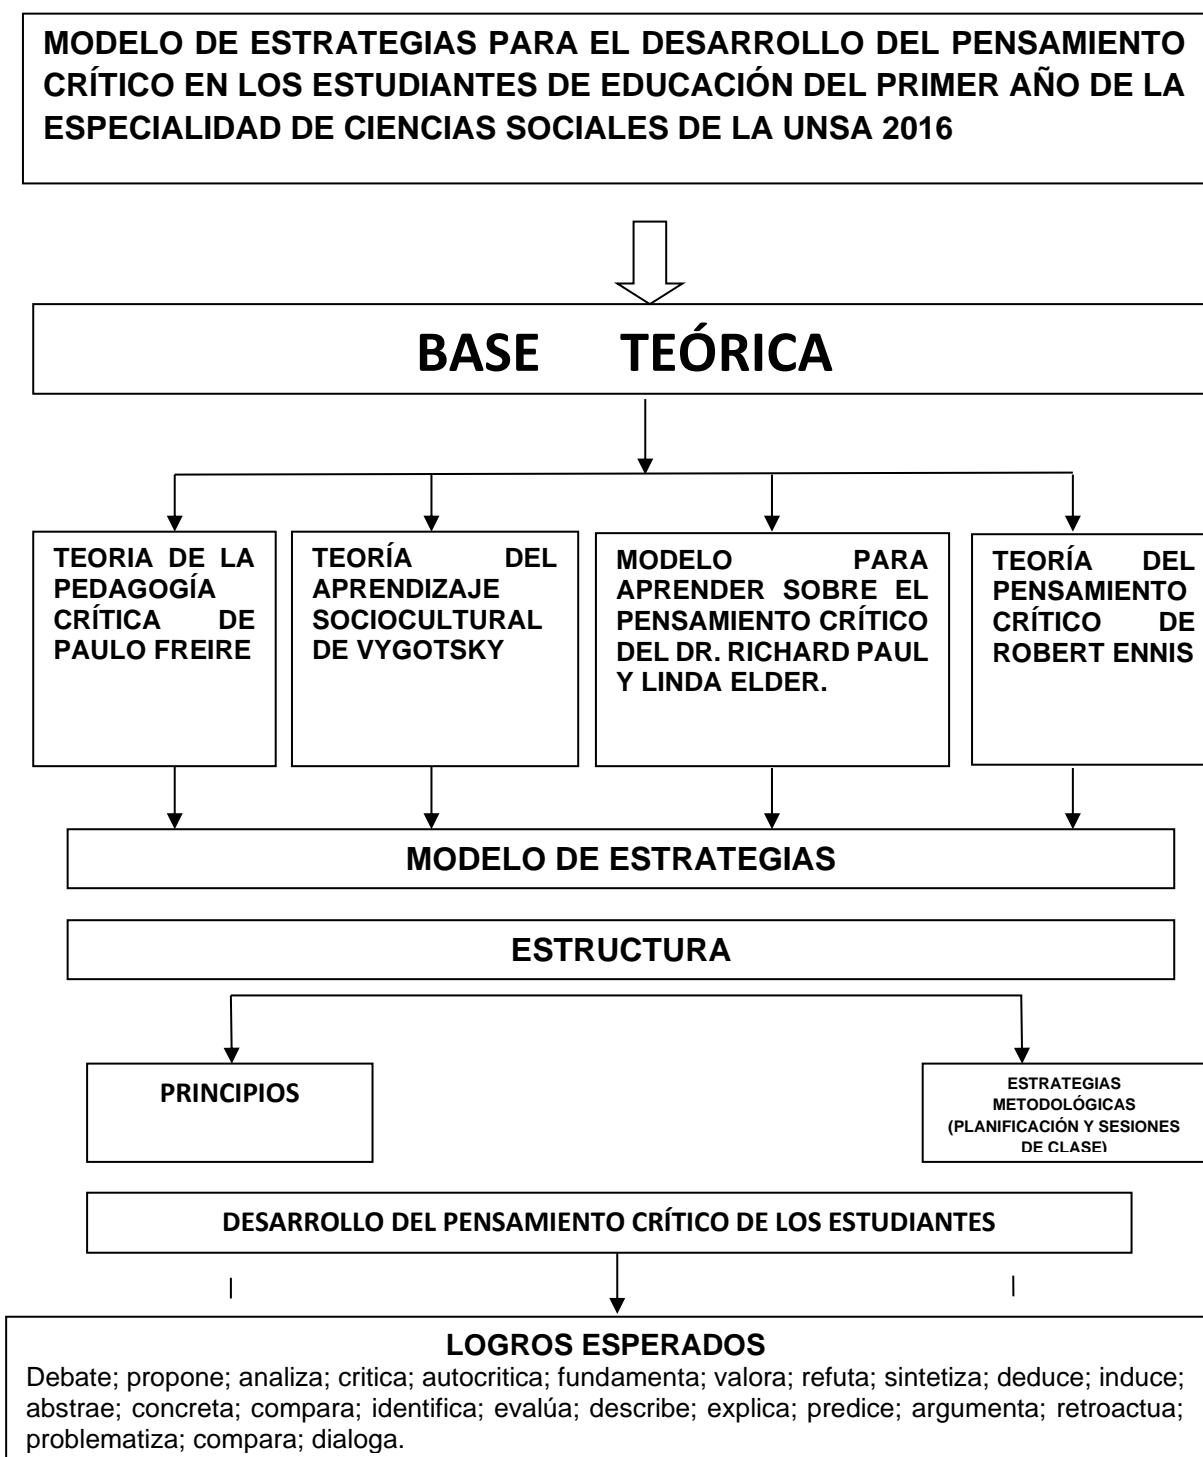 MODELO DE ESTRATEGIAS PARA EL DESARROLLO DEL PENSAMIENTO
CRÍTICO EN LOS ESTUDIANTES DE EDUCACIÓN DEL PRIMER AÑO DE LA
ESPECIALIDAD DE CIENCIAS SOCIALES DE LA UNSA 2016
BASE TEÓRICA
TEORIA DE LA
PEDAGOGÍA
CRÍTICA DE
PAULO FREIRE
TEORÍA DEL
APRENDIZAJE
SOCIOCULTURAL
DE VYGOTSKY
MODELO PARA
APRENDER SOBRE EL
PENSAMIENTO CRÍTICO
DEL DR. RICHARD PAUL
Y LINDA ELDER.
TEORÍA DEL
PENSAMIENTO
CRÍTICO DE
ROBERT ENNIS
MODELO DE ESTRATEGIAS
ESTRUCTURA
PRINCIPIOS
ESTRATEGIAS
METODOLÓGICAS
(PLANIFICACIÓN Y SESIONES
DE CLASE)
DESARROLLO DEL PENSAMIENTO CRÍTICO DE LOS ESTUDIANTES
LOGROS ESPERADOS
Debate; propone; analiza; critica; autocritica; fundamenta; valora; refuta; sintetiza; deduce; induce;
abstrae; concreta; compara; identifica; evalúa; describe; explica; predice; argumenta; retroactua;
problematiza; compara; dialoga.